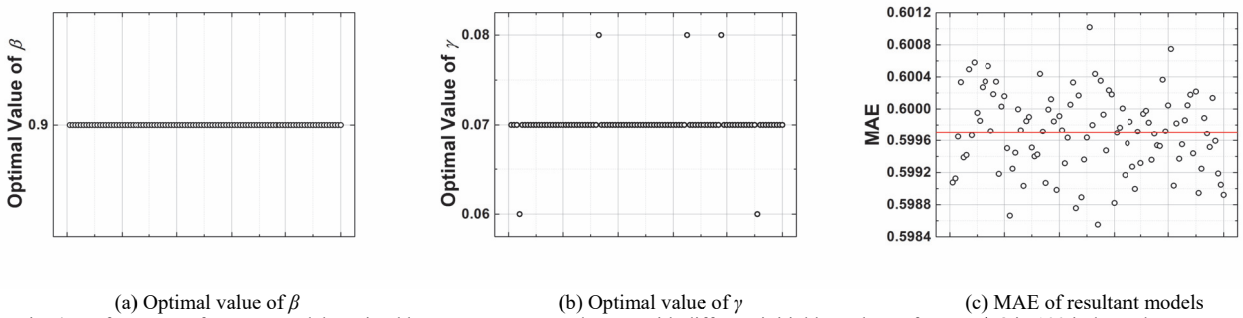 Optimal Value of β
0.9
(a) Optimal value of β
Optimal Value of γ
0.08
0.07
0.06
(b) Optimal value of γ
MAE
0.6012
0.6008
0.6004
0.6000
0.5996
0.5992
0.5988
0.5984
(c) MAE of resultant models